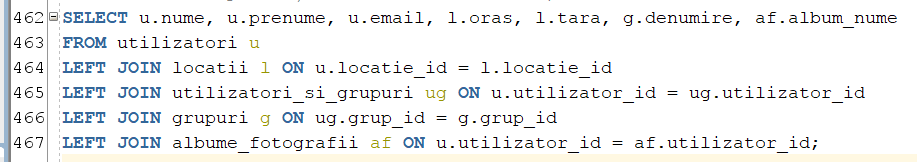 462 SELECT u.nume, u.prenume, u.email, l.oras, l.tara, g.denumire, af.album_nume
463 FROM utilizatori u
464 LEFT JOIN locatii l ON u.locatie_id = l.locatie_id
465 LEFT JOIN utilizatori_si_grupuri ug ON u.utilizator_id = ug.utilizator_id
466 LEFT JOIN grupuri g ON ug.grup_id = g.grup_id
467 LEFT JOIN albume_fotografii af ON u.utilizator_id = af.utilizator_id;